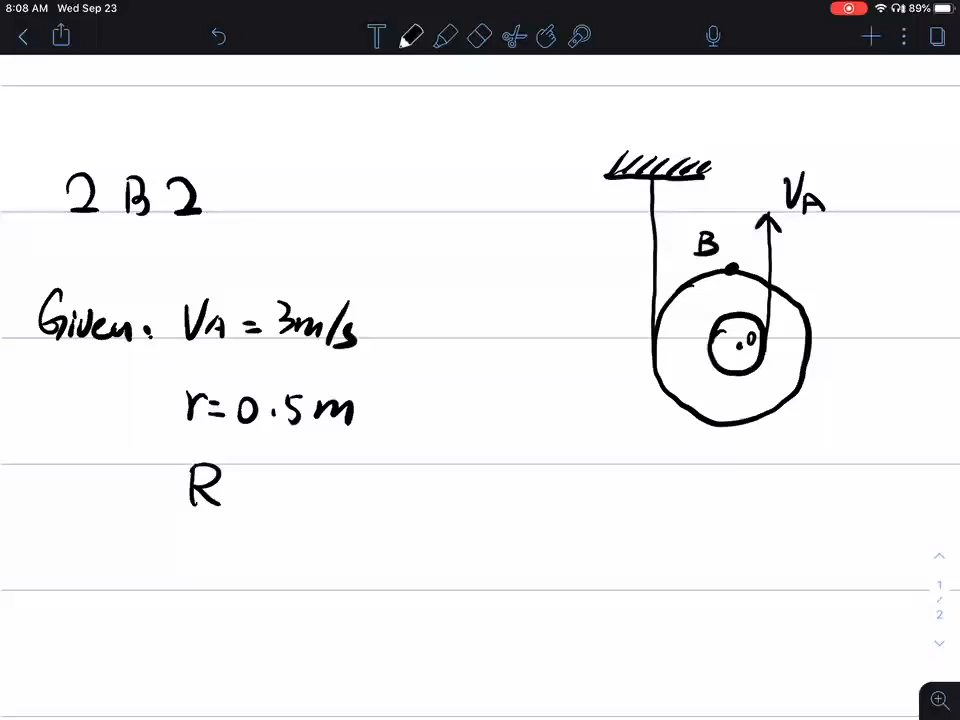 8:08 AM Wed Sep 23
89%
2B2
Given: VA = 3m/s
r = 0.5m
R
VA
B
O
1
2